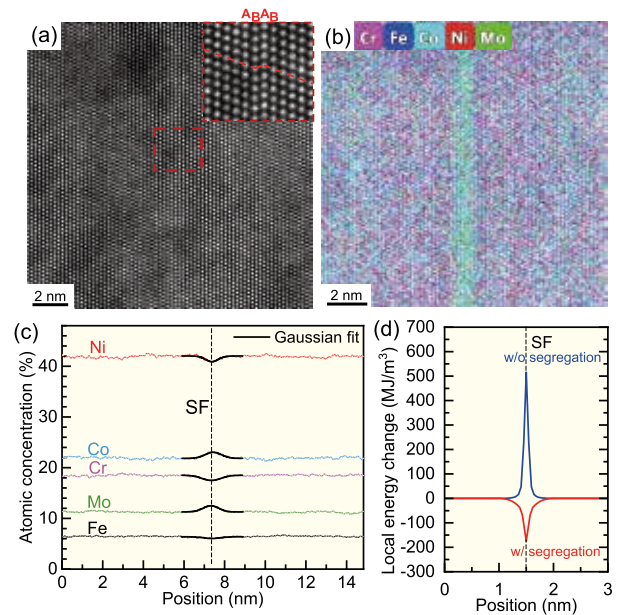 (a)
ABAB
2 nm
(b)
Cr Fe Co Ni Mo
2 nm
(c)
Atomic concentration (%)
40
30
20
10
0
Ni
Co
Cr
Mo
Fe
SF
Gaussian fit
0 2 4 6 8 10 12 14
Position (nm)
(d)
Local energy change (MJ/m³)
700
600
500
400
300
200
100
0
-100
-200
-300
SF
w/o segregation
w/ segregation
0 1 2 3
Position (nm)